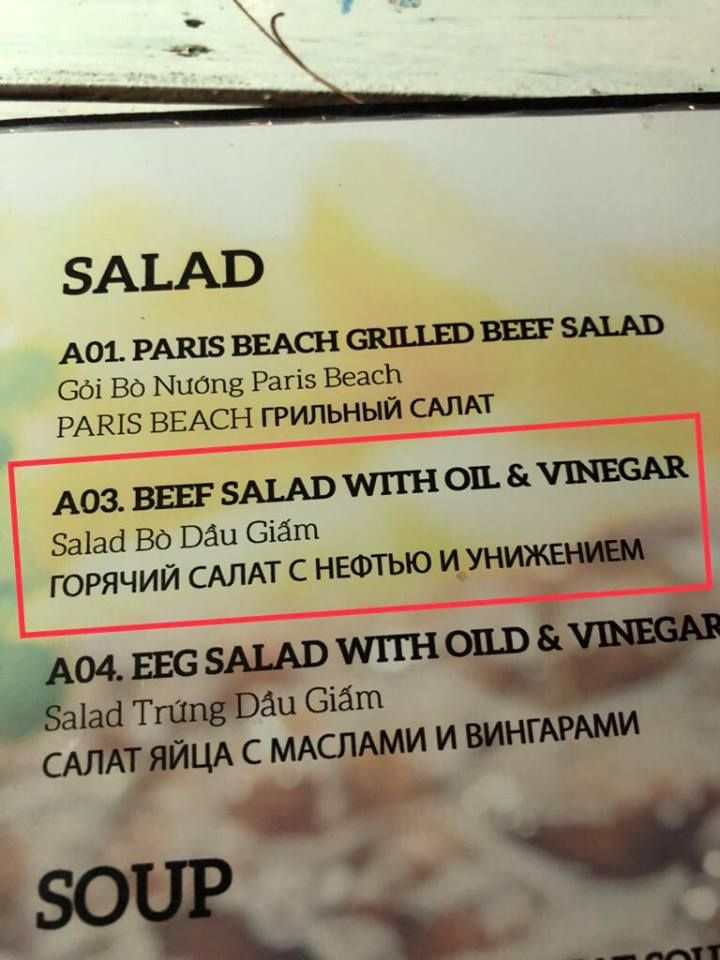 SALAD
A01. PARIS BEACH GRILLED BEEF SALAD
Gỏi Bò Nướng Paris Beach
PARIS BEACH ГРИЛЬНЫЙ САЛАТ
A03. BEEF SALAD WITH OIL & VINEGAR
Salad Bò Dầu Giấm
ГОРЯЧИЙ САЛАТ С НЕФТЬЮ И УНИЖЕНИЕМ
A04. EEG SALAD WITH OILD & VINEGAR
Salad Trứng Dầu Giấm
САЛАТ ЯЙЦА С МАСЛАМИ И ВИНГАРАМИ
SOUP